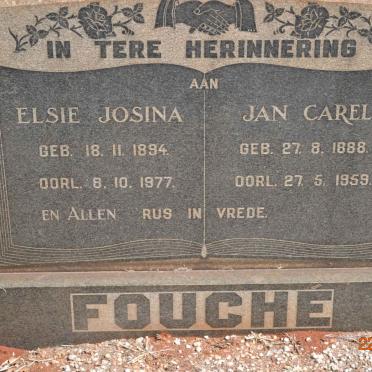 IN TERE HERINNERING
AAN
ELSIE JOSINA
GEB. 18. 11. 1894.
OORL. 8. 10. 1977.
JAN CAREL
GEB. 27. 8. 1888.
OORL. 27. 5. 1959.
EN ALLEN RUS IN VREDE.
FOUCHE